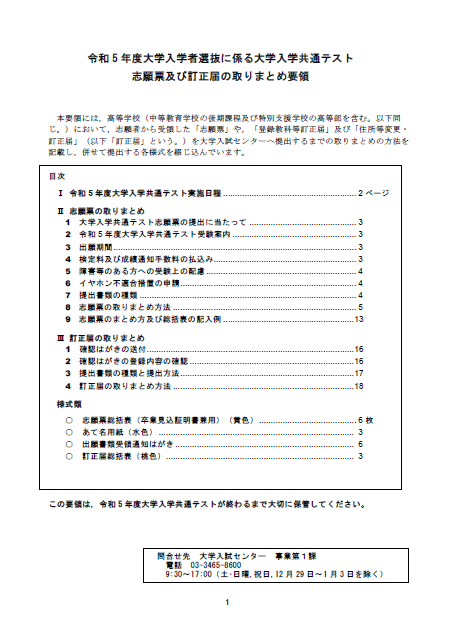 令和５年度大学入学者選抜に係る大学入学共通テスト
志願票及び訂正届の取りまとめ要領
本要領には，高等学校（中等教育学校の後期課程及び特別支援学校の高等部を含む。以下同
じ。）において，志願者から受領した「志願票」や，「登録教科等訂正届」及び「住所等変更・
訂正届」（以下「訂正届」という。）を大学入試センターへ提出するまでの取りまとめの方法を
記載し，併せて提出する各様式を綴じ込んでいます。
目次
Ⅰ 令和５年度大学入学共通テスト実施日程 ........ 2 ページ
Ⅱ 志願票の取りまとめ
1 大学入学共通テスト志願票の提出に当たって ........ 3
2 令和５年度大学入学共通テスト受験案内 ........ 3
3 出願期間 ........ 3
4 検定料及び成績通知手数料の払込み ........ 3
5 障害等のある方への受験上の配慮 ........ 4
6 イヤホン不適合措置の申請 ........ 4
7 提出書類の種類 ........ 4
8 志願票の取りまとめ方法 ........ 5
9 志願票のまとめ方及び総括表の記入例 ........ 13
Ⅲ 訂正届の取りまとめ
1 確認はがきの送付 ........ 16
2 確認はがきの登録内容の確認 ........ 16
3 提出書類の種類と提出方法 ........ 17
4 訂正届の取りまとめ方法 ........ 18
様式類
○ 志願票総括表（卒業見込証明書兼用）（黄色） ........ 6 枚
○ あて名用紙（水色） ........ 3
○ 出願書類受領通知はがき ........ 6
○ 訂正届総括表（桃色） ........ 3
この要領は，令和５年度大学入学共通テストが終わるまで大切に保管してください。
問合せ先 大学入試センター 事業第１課
電話 03-3465-8600
9:30～17:00（土・日曜，祝日，12 月 29 日～1 月 3 日を除く）
1